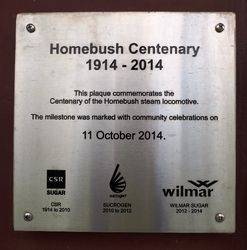 Homebush Centenary
1914 - 2014
This plaque commemorates the
Centenary of the Homebush steam locomotive.
The milestone was marked with community celebrations on
11 October 2014.
CSR
SUGAR
CSR
1914 to 2010
sucrogen
SUCROGEN
2010 to 2012
wilmar
WILMAR SUGAR
2012 - 2014